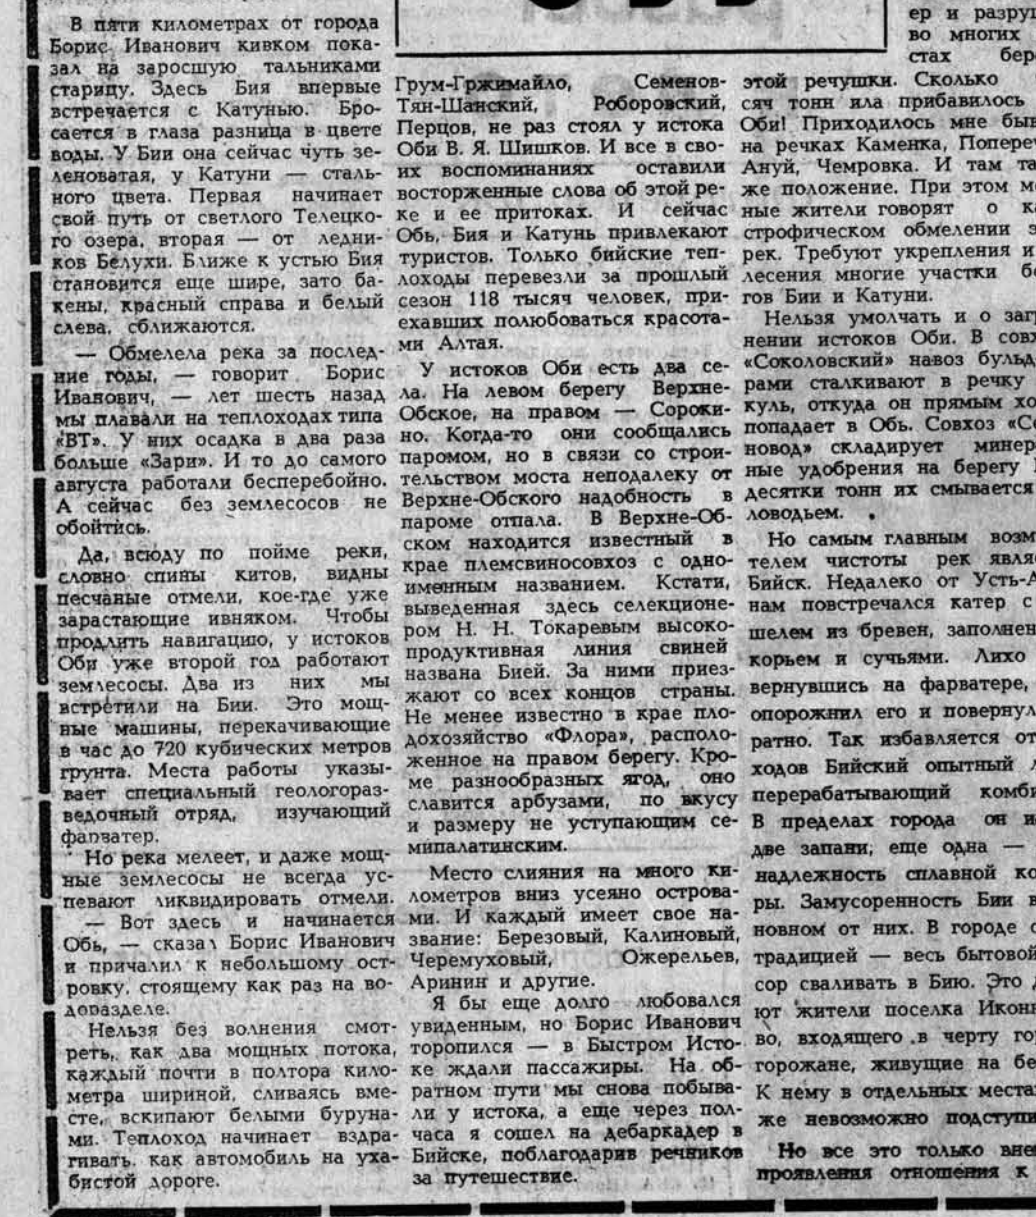 В пяти километрах от города
Борис Иванович кивком пока-
зал на заросшую тальниками
старицу. Здесь Бия впервые
встречается с Катунью. Бро-
сается в глаза разница в цвете
воды. У Бии она сейчас чуть зе-
леноватая, у Катуни — сталь-
ного цвета. Первая начинает
свой путь от светлого Телецко-
го озера, вторая — от ледни-
ков Белухи. Ближе к устью Бия
становится еще шире, зато ба-
кены, красный справа и белый
слева, сближаются.
— Обмелела река за послед-
ние годы, — говорит Борис
Иванович, — лет шесть назад
мы плавали на теплоходах типа
«ВТ». У них осадка в два раза
больше «Зари». И то до самого
августа работали бесперебойно.
А сейчас без землесосов не
обойтись.
Да, всюду по пойме реки,
словно спины китов, видны
песчаные отмели, кое-где уже
зарастающие ивняком. Чтобы
продлить навигацию, у истоков
Оби уже второй год работают
землесосы. Два из них мы
встретили на Бии. Это мощ-
ные машины, перекачивающие
в час до 720 кубических метров
грунта. Места работы указы-
вает специальный геологораз-
ведочный отряд, изучающий
фарватер.
Но река мелеет, и даже мощ-
ные землесосы не всегда ус-
певают ликвидировать отмели.
— Вот здесь и начинается
Обь, — сказал Борис Иванович
и причалил к небольшому ост-
ровку, стоящему как раз на во-
доразделе.
Нельзя без волнения смот-
реть, как два мощных потока,
каждый почти в полтора кило-
метра шириной, сливаясь вме-
сте, вскипают белыми буруна-
ми. Теплоход начинает вздра-
гивать, как автомобиль на уха-
бистой дороге.
Грум-Гржимайло, Семенов-
Тян-Шанский, Роборовский,
Перцов, не раз стоял у истока
Оби В. Я. Шишков. И все в сво-
их воспоминаниях оставили
восторженные слова об этой ре-
ке и ее притоках. И сейчас
Обь, Бия и Катунь привлекают
туристов. Только бийские теп-
лоходы перевезли за прошлый
сезон 118 тысяч человек, при-
ехавших полюбоваться красота-
ми Алтая.
У истоков Оби есть два се-
ла. На левом берегу Верхне-
Обское, на правом — Сороки-
но. Когда-то они сообщались
паромом, но в связи со строи-
тельством моста неподалеку от
Верхне-Обского надобность в
пароме отпала. В Верхне-Об-
ском находится известный в
крае племсвиносовхоз с одно-
именным названием. Кстати,
выведенная здесь селекционе-
ром Н. Н. Токаревым высоко-
продуктивная линия свиней
названа Бией. За ними приез-
жают со всех концов страны.
Не менее известно в крае пло-
дохозяйство «Флора», располо-
женное на правом берегу. Кро-
ме разнообразных ягод, оно
славится арбузами, по вкусу
и размеру не уступающим се-
мипалатинским.
Место слияния на много ки-
лометров вниз усеяно острова-
ми. И каждый имеет свое на-
звание: Березовый, Калиновый,
Черемуховый, Ожерельев,
Аринин и другие.
Я бы еще долго любовался
увиденным, но Борис Иванович
торопился — в Быстром Исто-
ке ждали пассажиры. На об-
ратном пути мы снова побыва-
ли у истока, а еще через пол-
часа я сошел на дебаркадер в
Бийске, поблагодарив речников
за путешествие.
ер и разруш
во многих
стах бер
этой речушки. Сколько
сяч тонн ила прибавилось
Оби! Приходилось мне быв
на речках Каменка, Попереч
Ануй, Чемровка. И там та
же положение. При этом ме
ные жители говорят о ка
строфическом обмелении э
рек. Требуют укрепления и
лесения многие участки бе
гов Бии и Катуни.
Нельзя умолчать и о загр
нении истоков Оби. В совх
«Соколовский» навоз бульд
рами сталкивают в речку
куль, откуда он прямым хо
попадает в Обь. Совхоз «Со
новод» складирует минер
ные удобрения на берегу
десятки тонн их смывается
ловодьем.
Но самым главным возм
телем чистоты рек явля
Бийск. Недалеко от Усть-А
нам повстречался катер с
шелем из бревен, заполнен
корьем и сучьями. Лихо
вернувшись на фарватере,
опорожнил его и повернул
ратно. Так избавляется от
ходов Бийский опытный л
перерабатывающий комби
В пределах города он и
две запани, еще одна —
надлежность сплавной ко
ры. Замусоренность Бии в
новном от них. В городе с
традицией — весь бытовой
сор сваливать в Бию. Это д
ют жители поселка Иконн
во, входящего в черту го
горожане, живущие на бе
К нему в отдельных места
же невозможно подступи
Но все это только вне
проявления отношения к